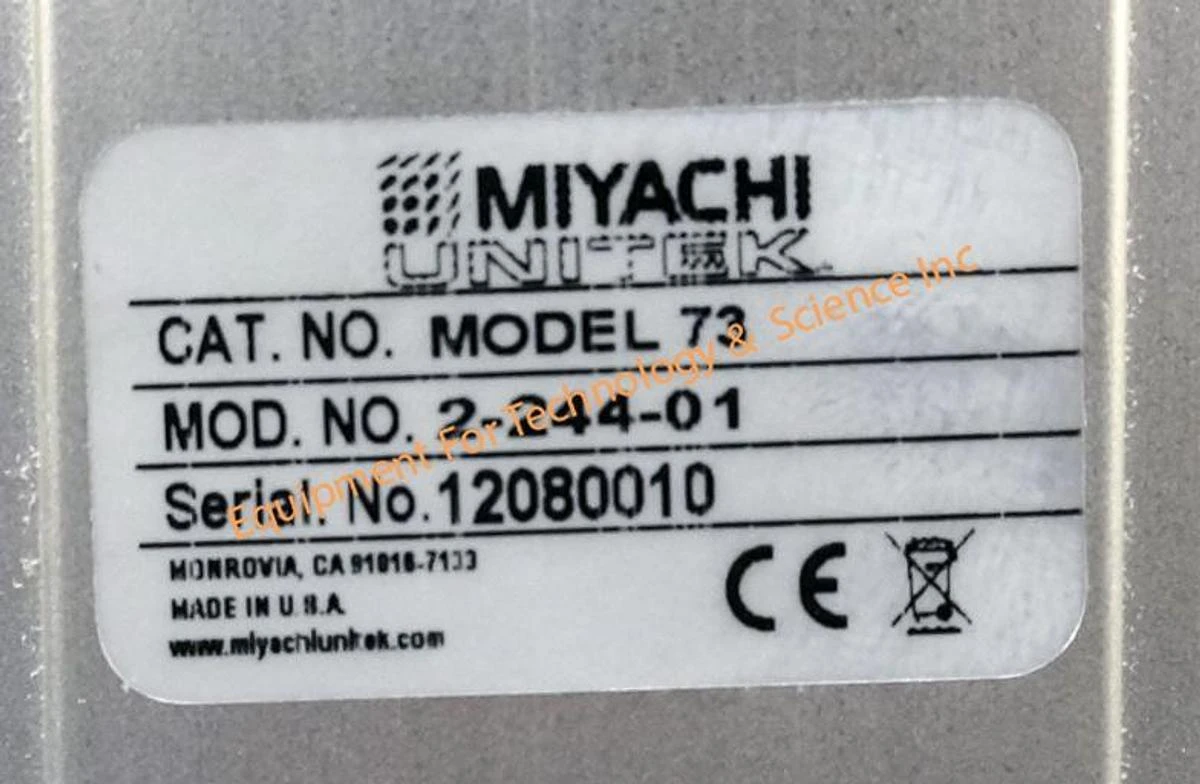 MIYACHI
UNITEK
CAT. NO. MODEL 73
MOD. NO. 2-244-01
Serial. No. 12080010
MONROVIA, CA 91016-7133
MADE IN U.S.A.
www.miyachiunitek.com
CE
Equipment For Technology & Science Inc